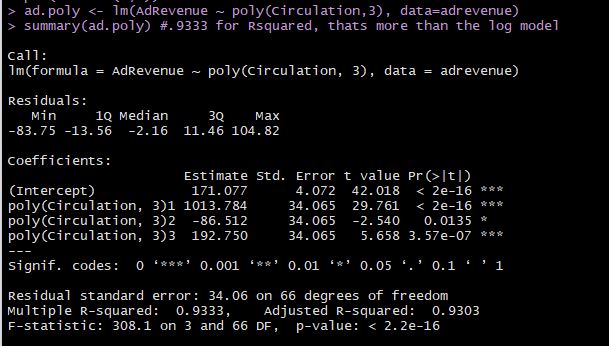 > ad.poly <- lm(AdRevenue ~ poly(Circulation,3), data=adrevenue)
> summary(ad.poly) #.9333 for Rsquared, thats more than the log model
Call:
lm(formula = AdRevenue ~ poly(Circulation, 3), data = adrevenue)
Residuals:
Min 1Q Median 3Q Max
-83.75 -13.56 -2.16 11.46 104.82
Coefficients:
Estimate Std. Error t value Pr(>|t|)
(Intercept) 171.077 4.072 42.018 < 2e-16 ***
poly(Circulation, 3)1 1013.784 34.065 29.761 < 2e-16 ***
poly(Circulation, 3)2 -86.512 34.065 -2.540 0.0135 *
poly(Circulation, 3)3 192.750 34.065 5.658 3.57e-07 ***
---
Signif. codes: 0 ‘***’ 0.001 ‘**’ 0.01 ‘*’ 0.05 ‘.’ 0.1 ‘ ’ 1
Residual standard error: 34.06 on 66 degrees of freedom
Multiple R-squared: 0.9333, Adjusted R-squared: 0.9303
F-statistic: 308.1 on 3 and 66 DF, p-value: < 2.2e-16